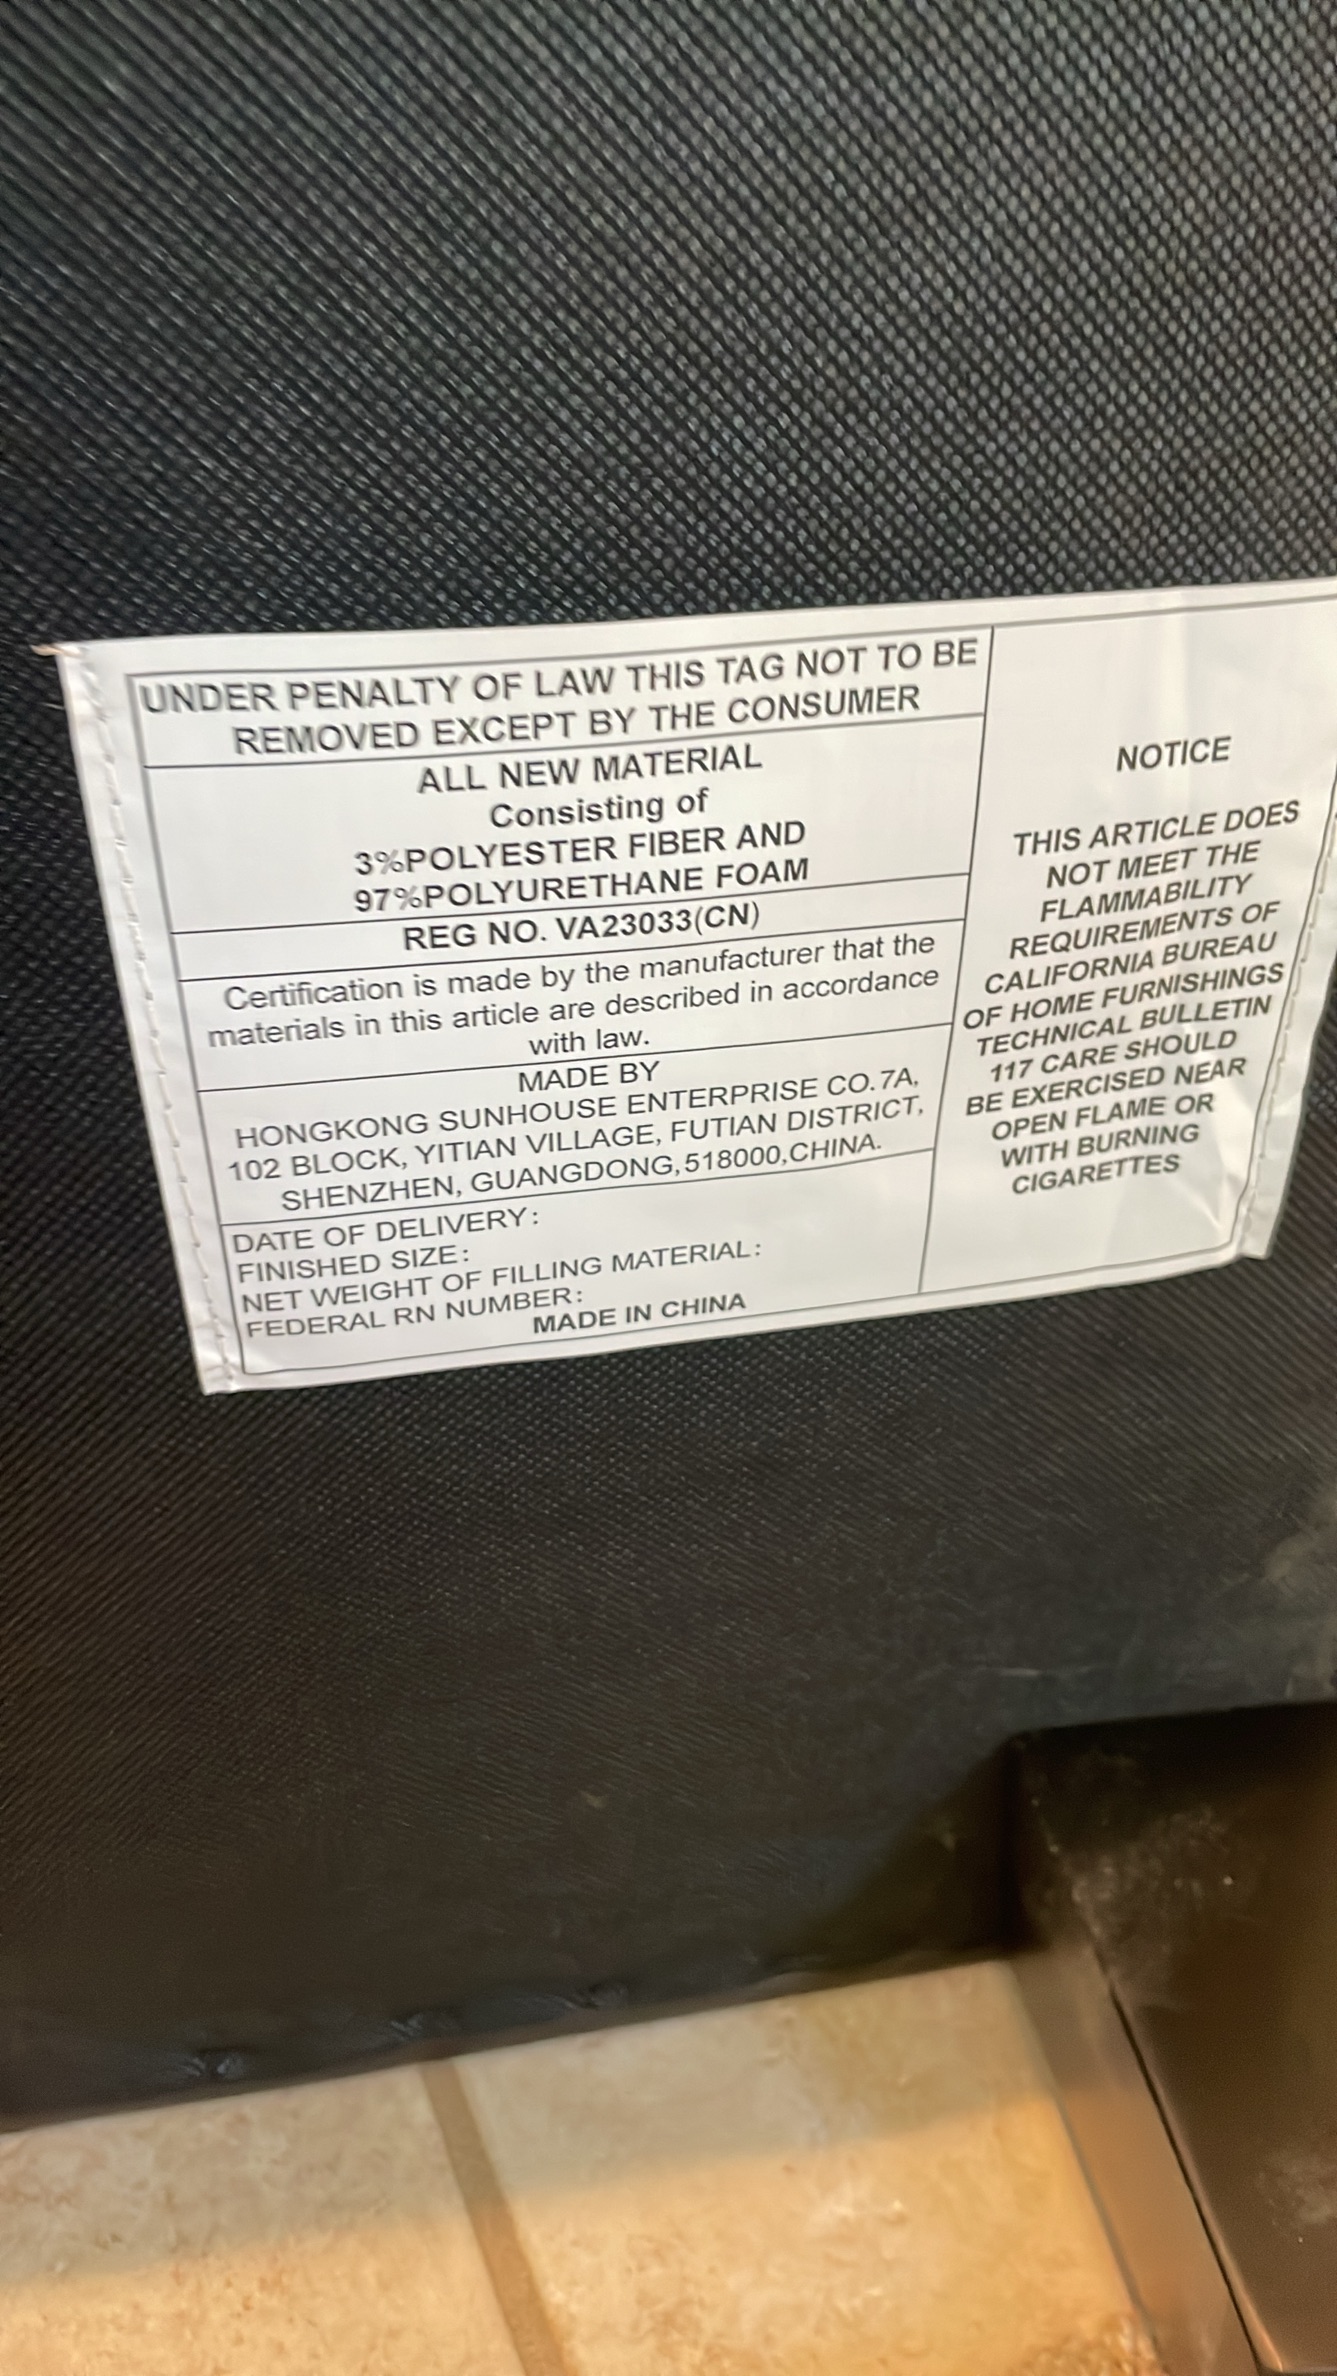 UNDER PENALTY OF LAW THIS TAG NOT TO BE
REMOVED EXCEPT BY THE CONSUMER
ALL NEW MATERIAL
Consisting of
3%POLYESTER FIBER AND
97%POLYURETHANE FOAM
REG NO. VA23033(CN)
Certification is made by the manufacturer that the
materials in this article are described in accordance
with law.
MADE BY
HONGKONG SUNHOUSE ENTERPRISE CO. 7A,
102 BLOCK, YITIAN VILLAGE, FUTIAN DISTRICT,
SHENZHEN, GUANGDONG, 518000, CHINA.
DATE OF DELIVERY:
FINISHED SIZE:
NET WEIGHT OF FILLING MATERIAL:
FEDERAL RN NUMBER:
MADE IN CHINA
NOTICE
THIS ARTICLE DOES
NOT MEET THE
FLAMMABILITY
REQUIREMENTS OF
CALIFORNIA BUREAU
OF HOME FURNISHINGS
TECHNICAL BULLETIN
117 CARE SHOULD
BE EXERCISED NEAR
OPEN FLAME OR
WITH BURNING
CIGARETTES